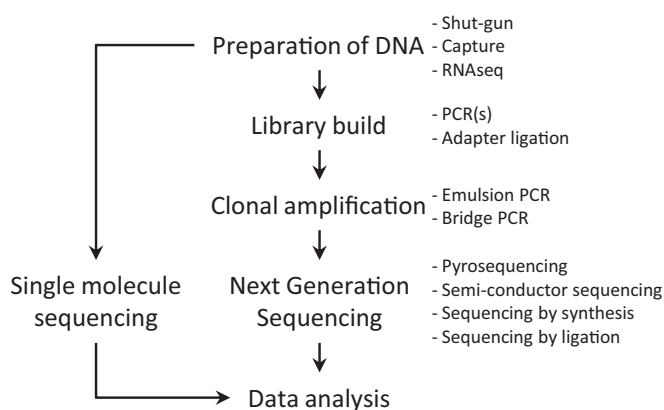 Preparation of DNA
- Shut-gun
- Capture
- RNAseq
Library build
- PCR(s)
- Adapter ligation
Clonal amplification
- Emulsion PCR
- Bridge PCR
Single molecule
sequencing
Next Generation
Sequencing
- Pyrosequencing
- Semi-conductor sequencing
- Sequencing by synthesis
- Sequencing by ligation
Data analysis